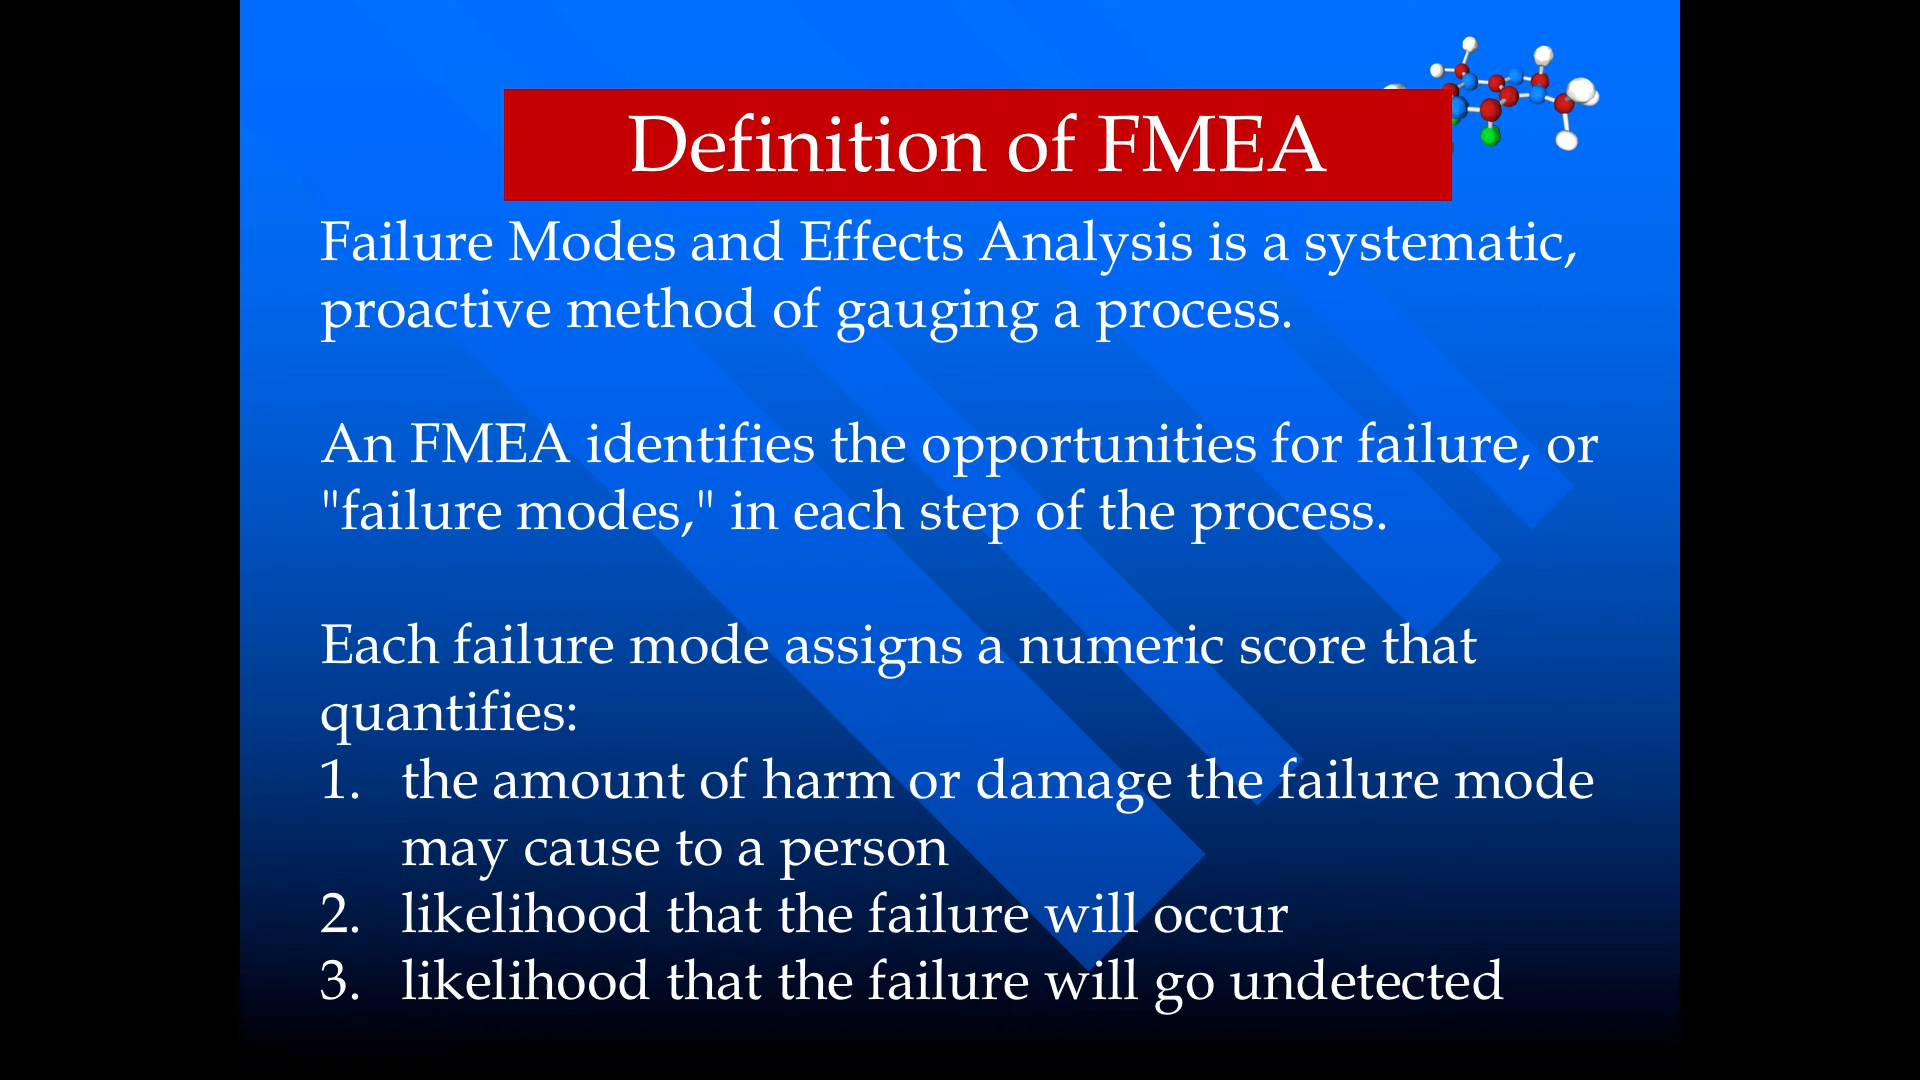 Definition of FMEA
Failure Modes and Effects Analysis is a systematic,
proactive method of gauging a process.
An FMEA identifies the opportunities for failure, or
"failure modes," in each step of the process.
Each failure mode assigns a numeric score that
quantifies:
1. the amount of harm or damage the failure mode
may cause to a person
2. likelihood that the failure will occur
3. likelihood that the failure will go undetected